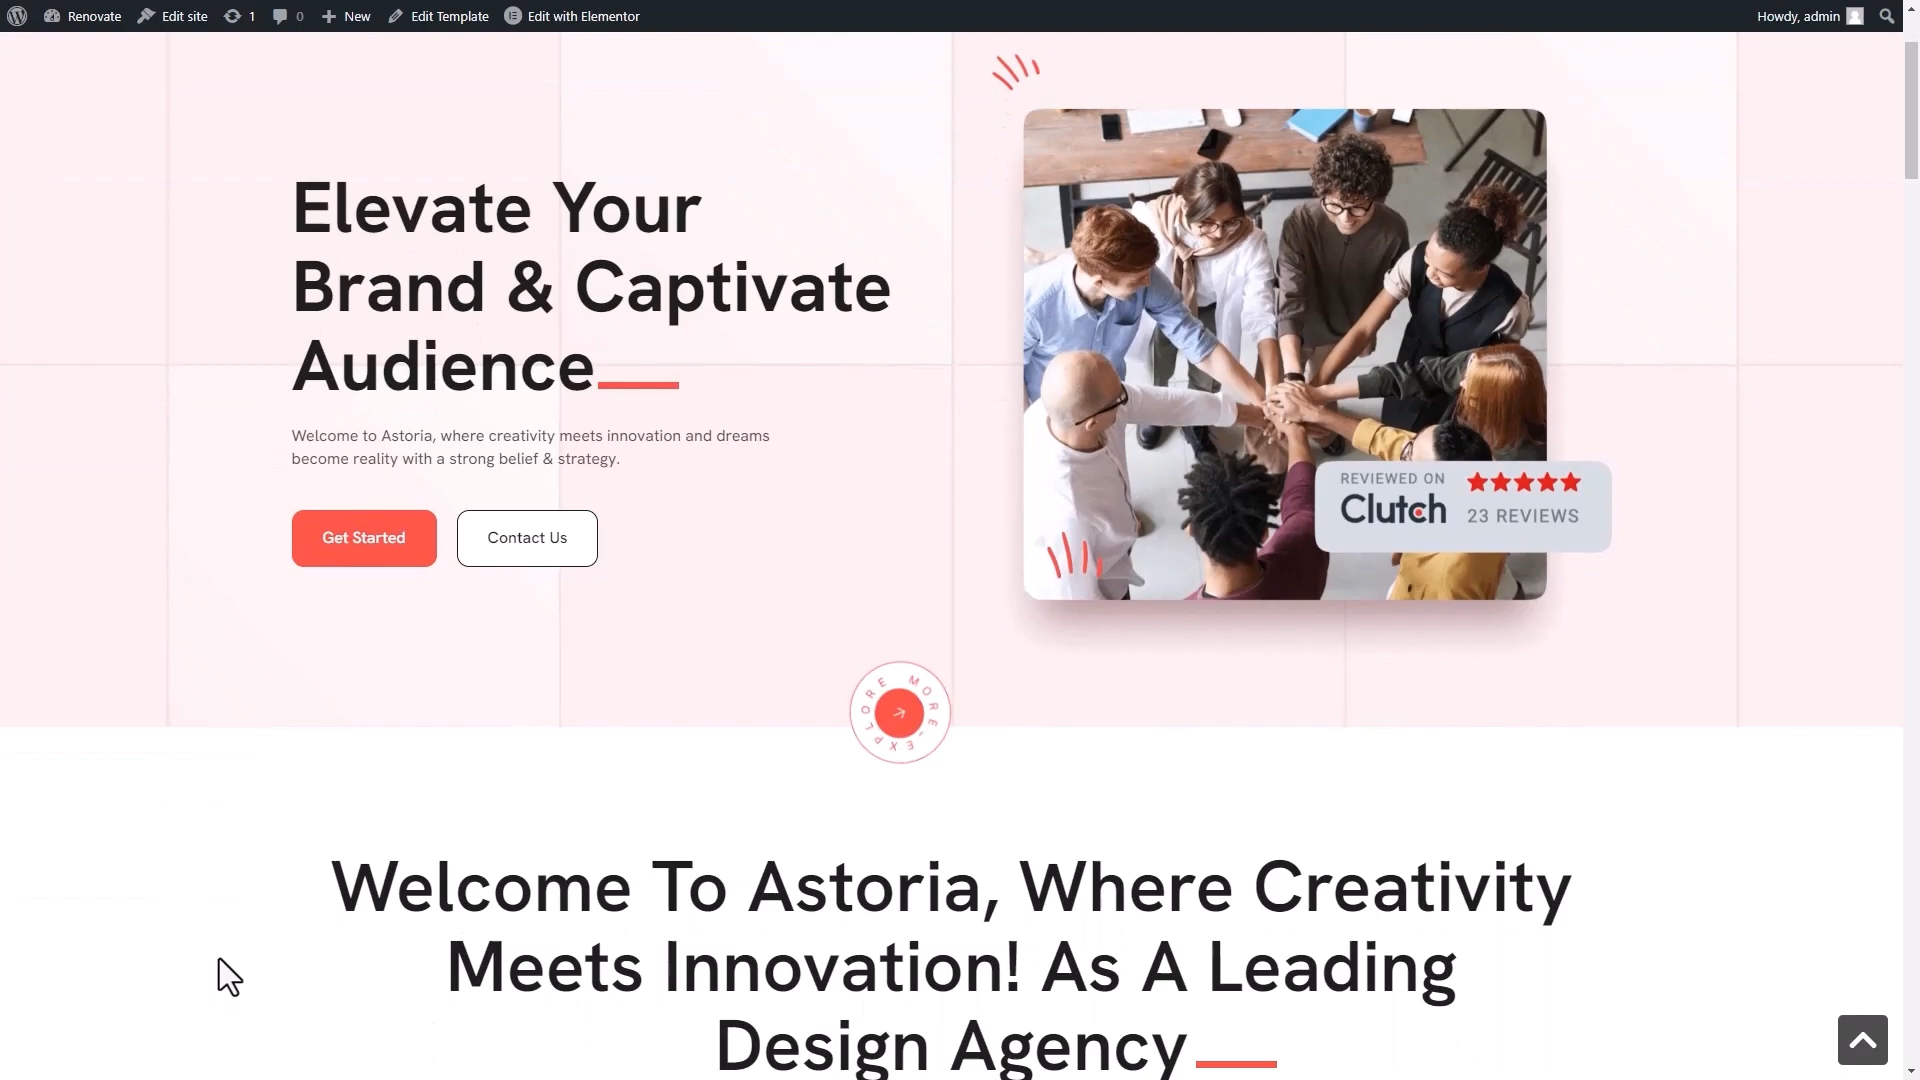 Renovate Edit site 1 0 New Edit Template Edit with Elementor Howdy, admin
Elevate Your
Brand & Captivate
Audience
Welcome to Astoria, where creativity meets innovation and dreams
become reality with a strong belief & strategy.
Get Started Contact Us
REVIEWED ON
Clutch
23 REVIEWS
EXPLORE MORE -
Welcome To Astoria, Where Creativity
Meets Innovation! As A Leading
Design Agency